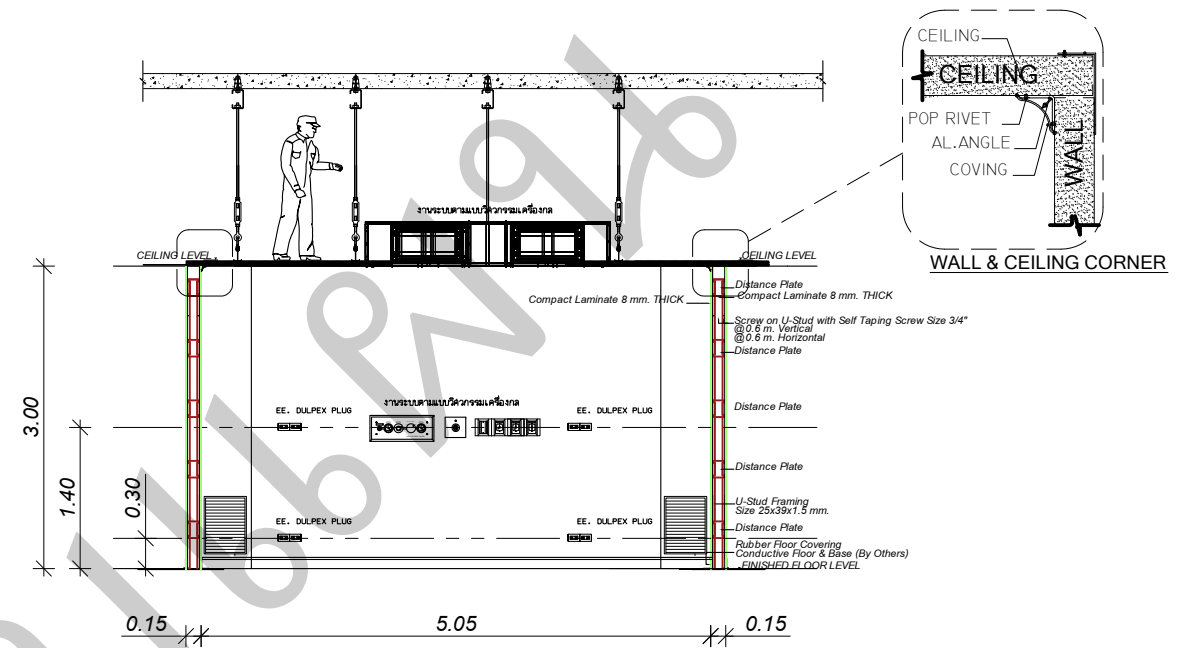 CEILING
CEILING
POP RIVET
AL.ANGLE
COVING
WALL
WALL & CEILING CORNER
งานระบบตามแบบวิศวกรรมเครื่องกล
CEILING LEVEL
CEILING LEVEL
Distance Plate
Compact Laminate 8 mm. THICK
Compact Laminate 8 mm. THICK
Screw on U-Stud with Self Taping Screw Size 3/4"
@0.6 m. Vertical
@0.6 m. Horizontal
Distance Plate
งานระบบตามแบบวิศวกรรมเครื่องกล
EE. DULPEX PLUG
EE. DULPEX PLUG
Distance Plate
Distance Plate
U-Stud Framing
Size 25x39x1.5 mm.
EE. DULPEX PLUG
EE. DULPEX PLUG
Distance Plate
Rubber Floor Covering
Conductive Floor & Base (By Others)
FINISHED FLOOR LEVEL
3.00
1.40
0.30
0.15
5.05
0.15